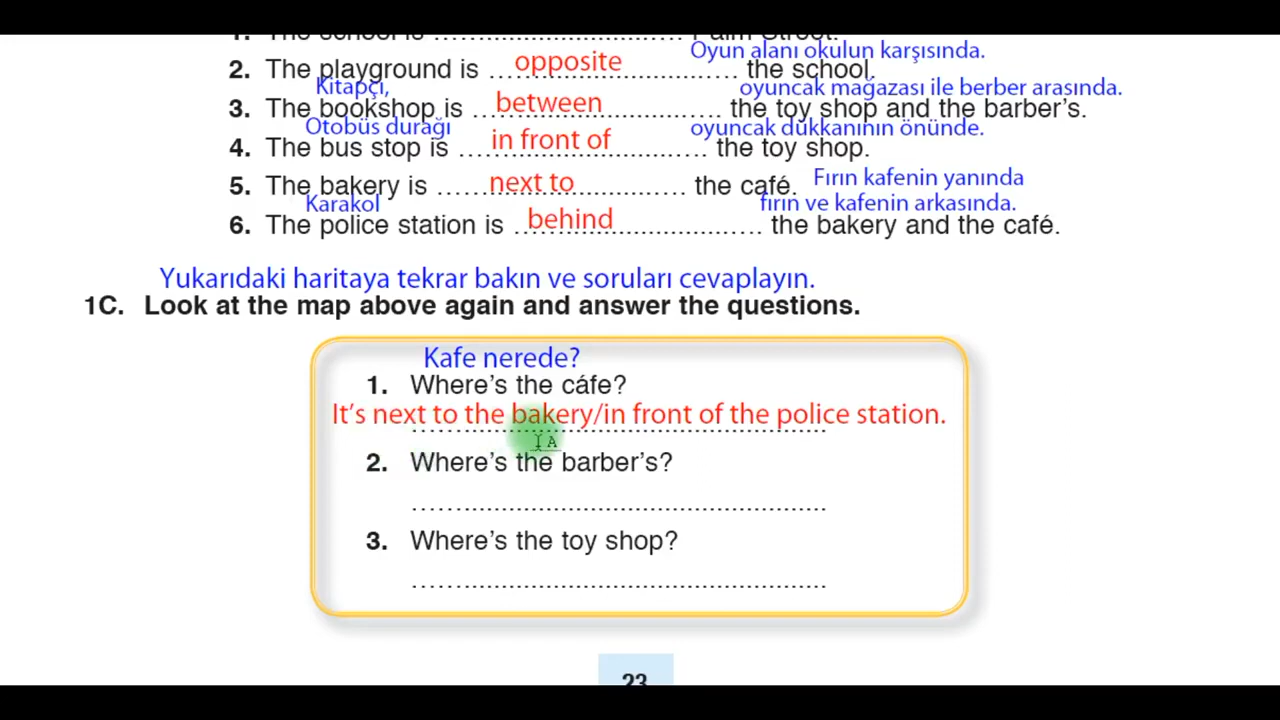 1. The school is .................................... Palm Street.
Oyun alanı okulun karşısında.
2. The playground is ......opposite...................... the school.
Kitapçı, oyuncak mağazası ile berber arasında.
3. The bookshop is ......between...................... the toy shop and the barber's.
Otobüs durağı oyuncak dükkanının önünde.
4. The bus stop is ......in front of...................... the toy shop.
5. The bakery is ......next to...................... the café. Fırın kafenin yanında
Karakol fırın ve kafenin arkasında.
6. The police station is ......behind...................... the bakery and the café.
Yukarıdaki haritaya tekrar bakın ve soruları cevaplayın.
1C. Look at the map above again and answer the questions.
Kafe nerede?
1. Where's the cáfe?
It's next to the bakery/in front of the police station.
A
2. Where's the barber's?
............................................................
3. Where's the toy shop?
............................................................
23